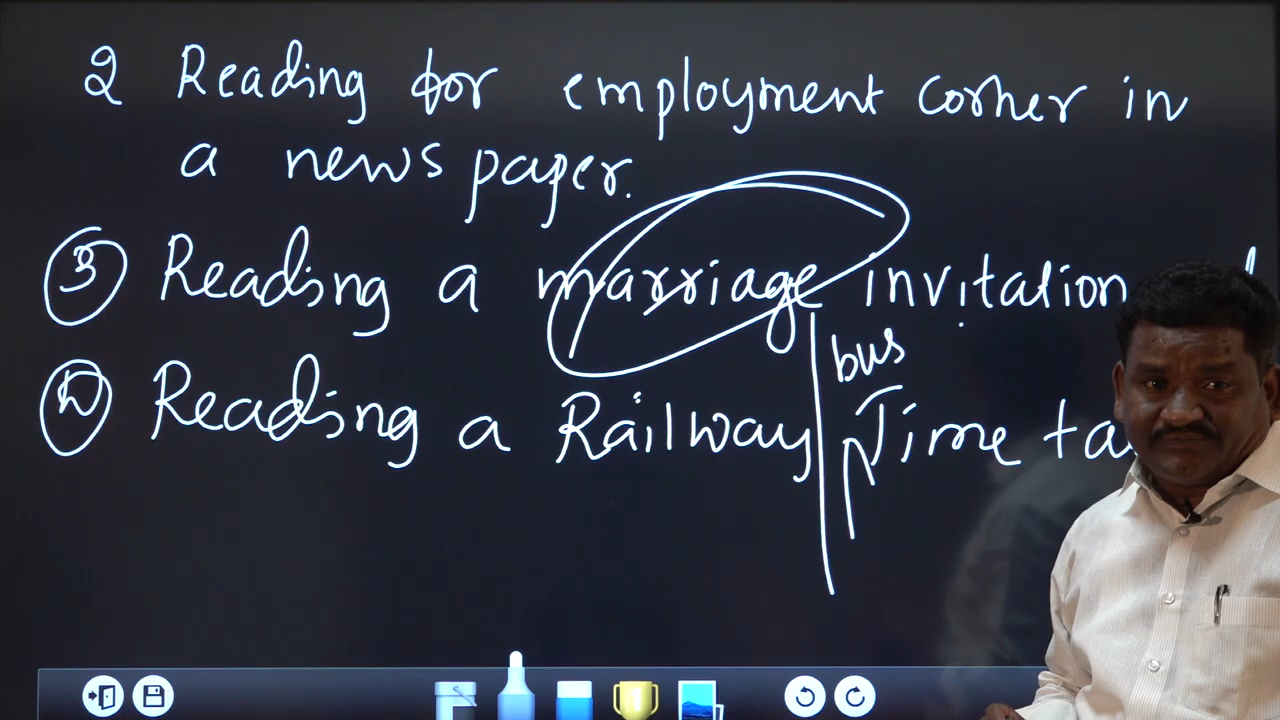 2 Reading for employment corner in
a news paper.
3 Reading a marriage invitation
bus
4 Reading a Railway Time ta